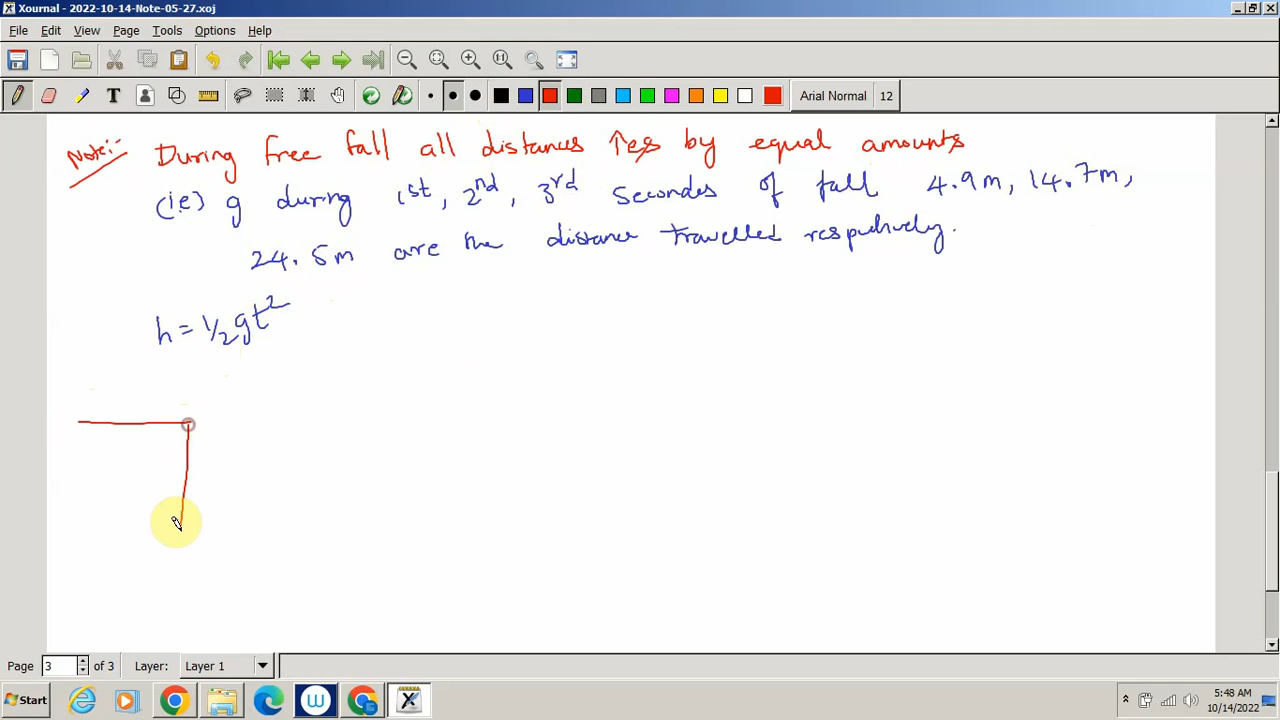 Xournal - 2022-10-14-Note-05-27.xoj
File Edit View Page Tools Options Help
Arial Normal 12
Note:- During free fall all distances ↑es by equal amounts
(i.e) g during 1st, 2nd, 3rd Secondes of fall 4.9m, 14.7m,
24.5m are the distance travelled respectively.
h = 1/2 gt²
Page 3 of 3 Layer: Layer 1
Start 5:48 AM
10/14/2022